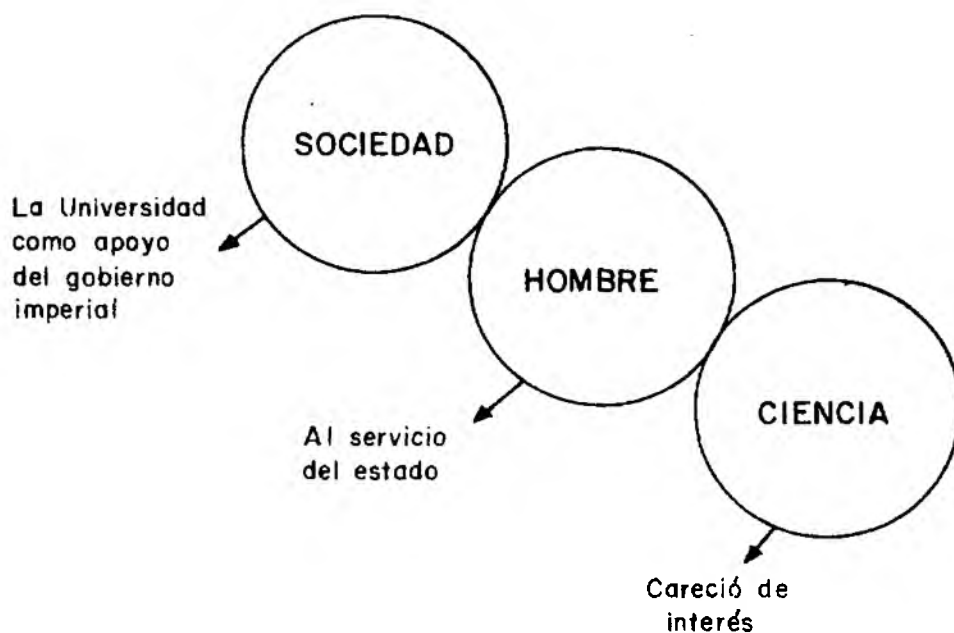 SOCIEDAD
La Universidad
como apoyo
del gobierno
imperial
HOMBRE
Al servicio
del estado
CIENCIA
Careció de
interés